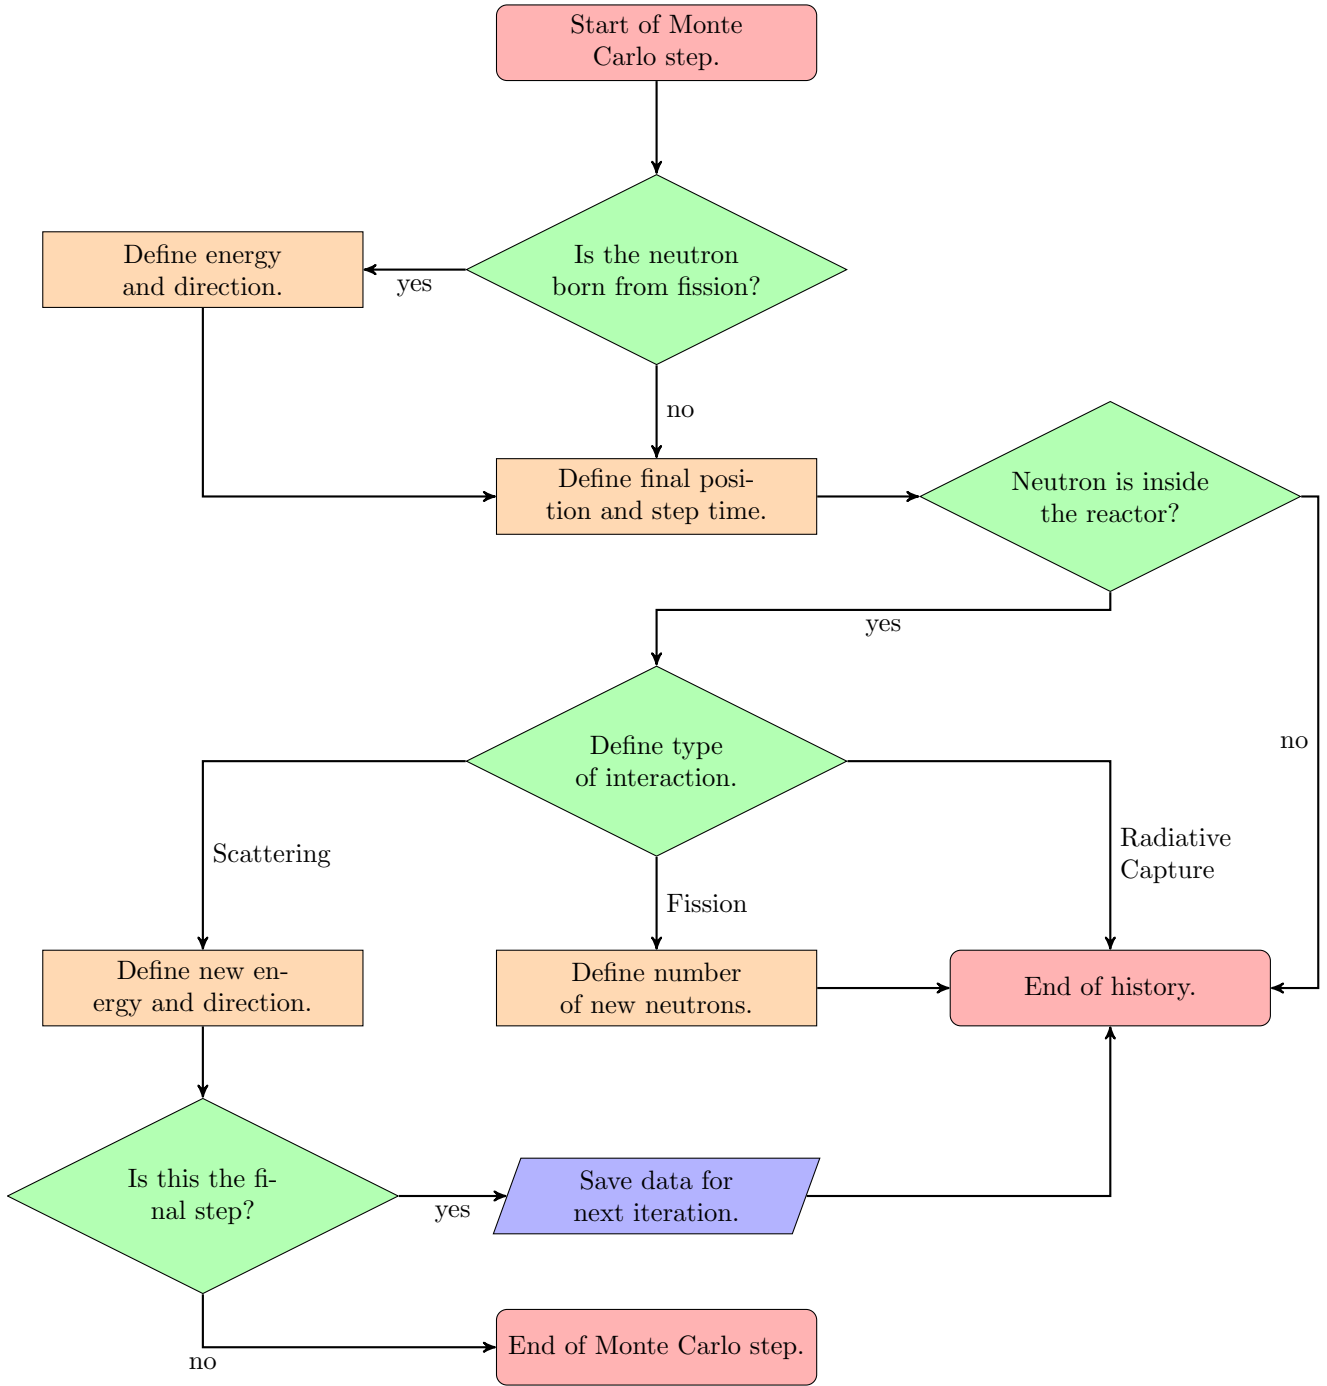 Start of Monte
Carlo step.
Is the neutron
born from fission?
yes
Define energy
and direction.
no
Define final posi-
tion and step time.
Neutron is inside
the reactor?
yes
no
Define type
of interaction.
Scattering
Fission
Radiative
Capture
Define new en-
ergy and direction.
Define number
of new neutrons.
End of history.
Is this the fi-
nal step?
yes
Save data for
next iteration.
no
End of Monte Carlo step.